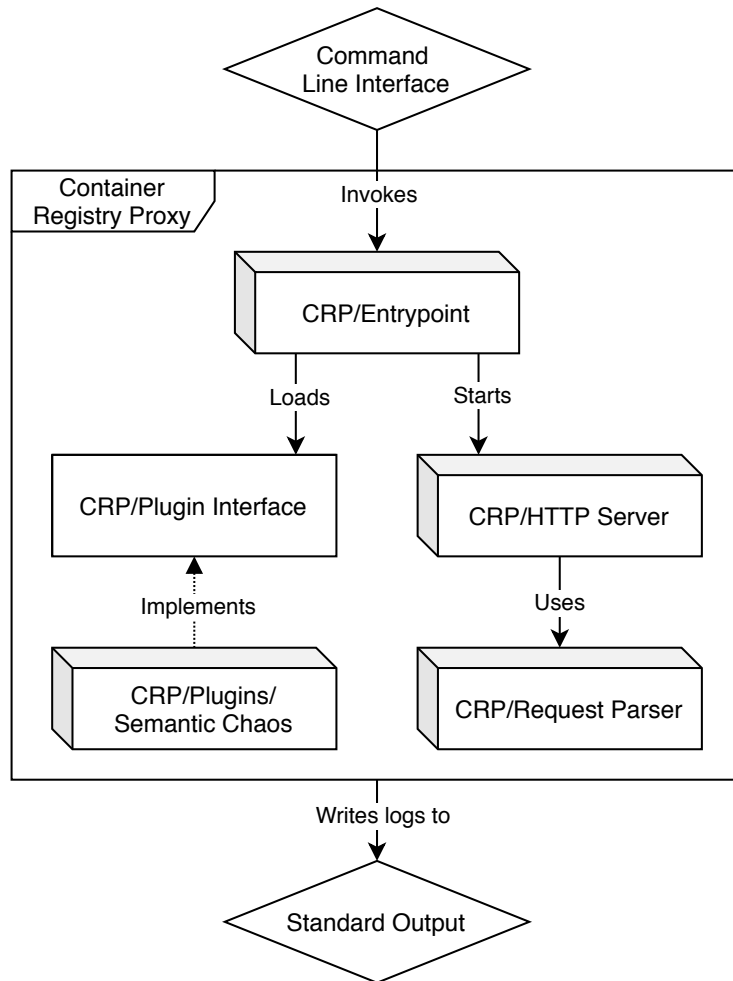 Command
Line Interface
Container
Registry Proxy
Invokes
CRP/Entrypoint
Loads
Starts
CRP/Plugin Interface
CRP/HTTP Server
Implements
Uses
CRP/Plugins/
Semantic Chaos
CRP/Request Parser
Writes logs to
Standard Output